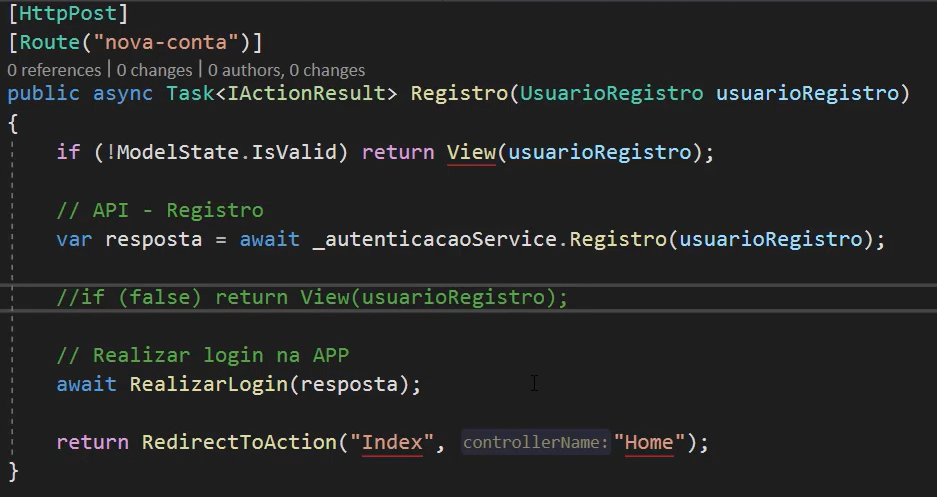 [HttpPost]
[Route("nova-conta")]
0 references | 0 changes | 0 authors, 0 changes
public async Task<IActionResult> Registro(UsuarioRegistro usuarioRegistro)
{
if (!ModelState.IsValid) return View(usuarioRegistro);
// API - Registro
var resposta = await _autenticacaoService.Registro(usuarioRegistro);
//if (false) return View(usuarioRegistro);
// Realizar login na APP
await RealizarLogin(resposta);
return RedirectToAction("Index", controllerName: "Home");
}